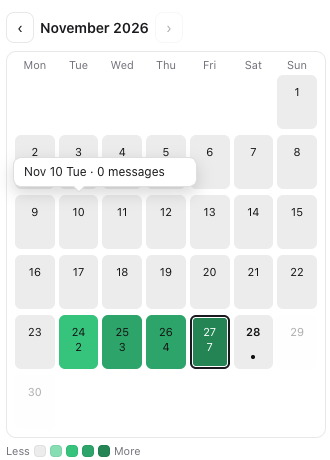 ‹ November 2026 ›
Mon Tue Wed Thu Fri Sat Sun
1
2 3 4 5 6 7 8
Nov 10 Tue · 0 messages
9 10 11 12 13 14 15
16 17 18 19 20 21 22
23 24 25 26 27 28 29
2 3 4 7
30
Less More